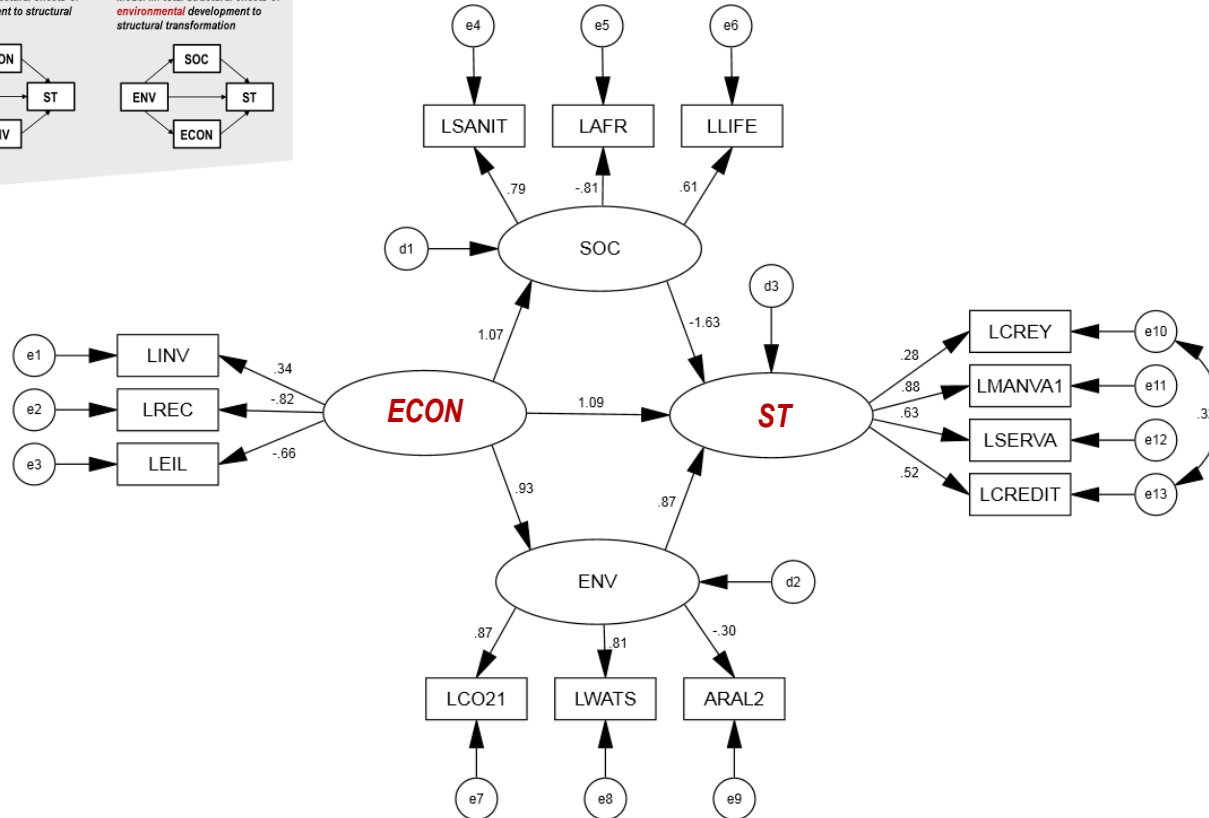 ent to structural
environmental development to
structural transformation
SOC
ST
ENV
ST
ECON
e4
e5
e6
LSANIT
LAFR
LLIFE
.79
-.81
.61
SOC
d1
d3
1.07
-1.63
e1
LINV
.34
e2
LREC
-.82
e3
LEIL
-.66
ECON
1.09
ST
.28
LCREY
e10
.88
LMANVA1
e11
.63
LSERVA
e12
.52
LCREDIT
e13
.93
.87
ENV
d2
.87
.81
-.30
LCO21
LWATS
ARAL2
e7
e8
e9